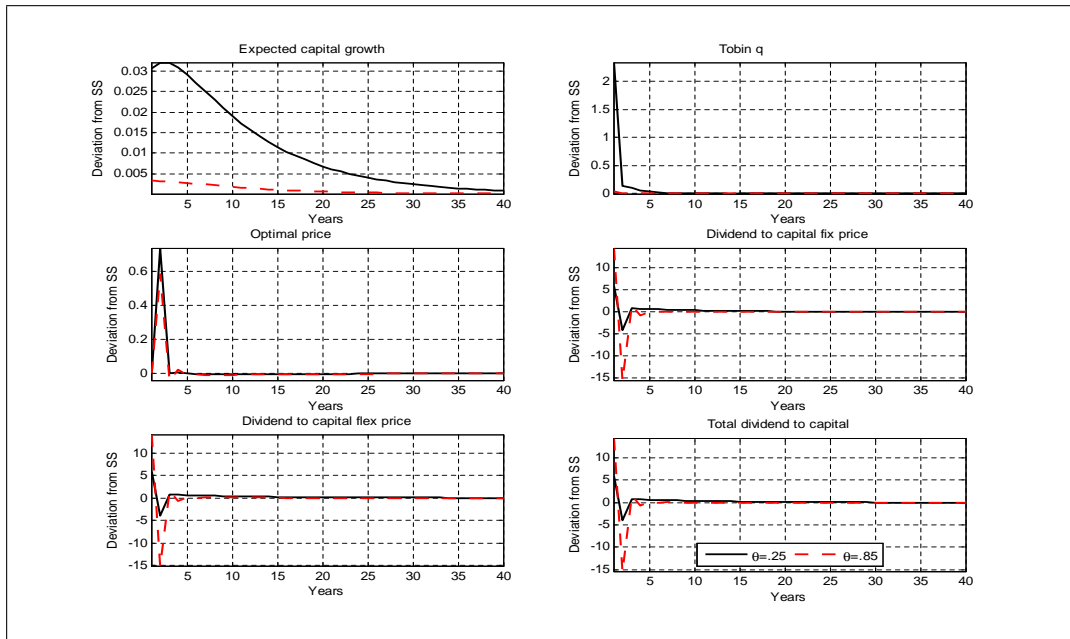 Expected capital growth
Deviation from SS
0.03
0.025
0.02
0.015
0.01
0.005
5 10 15 20 25 30 35 40
Years
Tobin q
Deviation from SS
2
1.5
1
0.5
0
5 10 15 20 25 30 35 40
Years
Optimal price
Deviation from SS
0.6
0.4
0.2
0
5 10 15 20 25 30 35 40
Years
Dividend to capital fix price
Deviation from SS
10
5
0
-5
-10
-15
5 10 15 20 25 30 35 40
Years
Dividend to capital flex price
Deviation from SS
10
5
0
-5
-10
-15
5 10 15 20 25 30 35 40
Years
Total dividend to capital
Deviation from SS
10
5
0
-5
-10
-15
5 10 15 20 25 30 35 40
Years
θ=.25 θ=.85